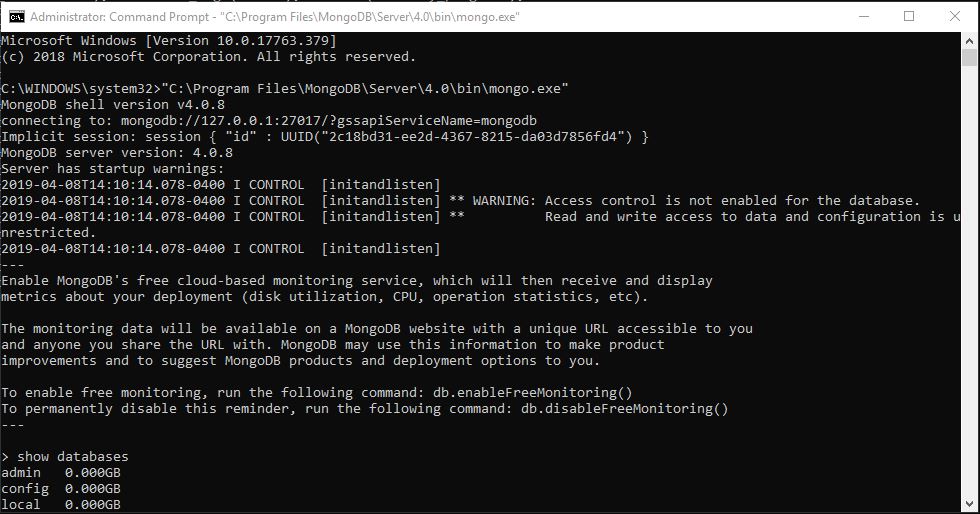 Administrator: Command Prompt - "C:\Program Files\MongoDB\Server\4.0\bin\mongo.exe"
Microsoft Windows [Version 10.0.17763.379]
(c) 2018 Microsoft Corporation. All rights reserved.
C:\WINDOWS\system32>"C:\Program Files\MongoDB\Server\4.0\bin\mongo.exe"
MongoDB shell version v4.0.8
connecting to: mongodb://127.0.0.1:27017/?gssapiServiceName=mongodb
Implicit session: session { "id" : UUID("2c18bd31-ee2d-4367-8215-da03d7856fd4") }
MongoDB server version: 4.0.8
Server has startup warnings:
2019-04-08T14:10:14.078-0400 I CONTROL  [initandlisten]
2019-04-08T14:10:14.078-0400 I CONTROL  [initandlisten] ** WARNING: Access control is not enabled for the database.
2019-04-08T14:10:14.078-0400 I CONTROL  [initandlisten] **          Read and write access to data and configuration is u
nrestricted.
2019-04-08T14:10:14.078-0400 I CONTROL  [initandlisten]
---
Enable MongoDB's free cloud-based monitoring service, which will then receive and display
metrics about your deployment (disk utilization, CPU, operation statistics, etc).
The monitoring data will be available on a MongoDB website with a unique URL accessible to you
and anyone you share the URL with. MongoDB may use this information to make product
improvements and to suggest MongoDB products and deployment options to you.
To enable free monitoring, run the following command: db.enableFreeMonitoring()
To permanently disable this reminder, run the following command: db.disableFreeMonitoring()
---
> show databases
admin   0.000GB
config  0.000GB
local   0.000GB